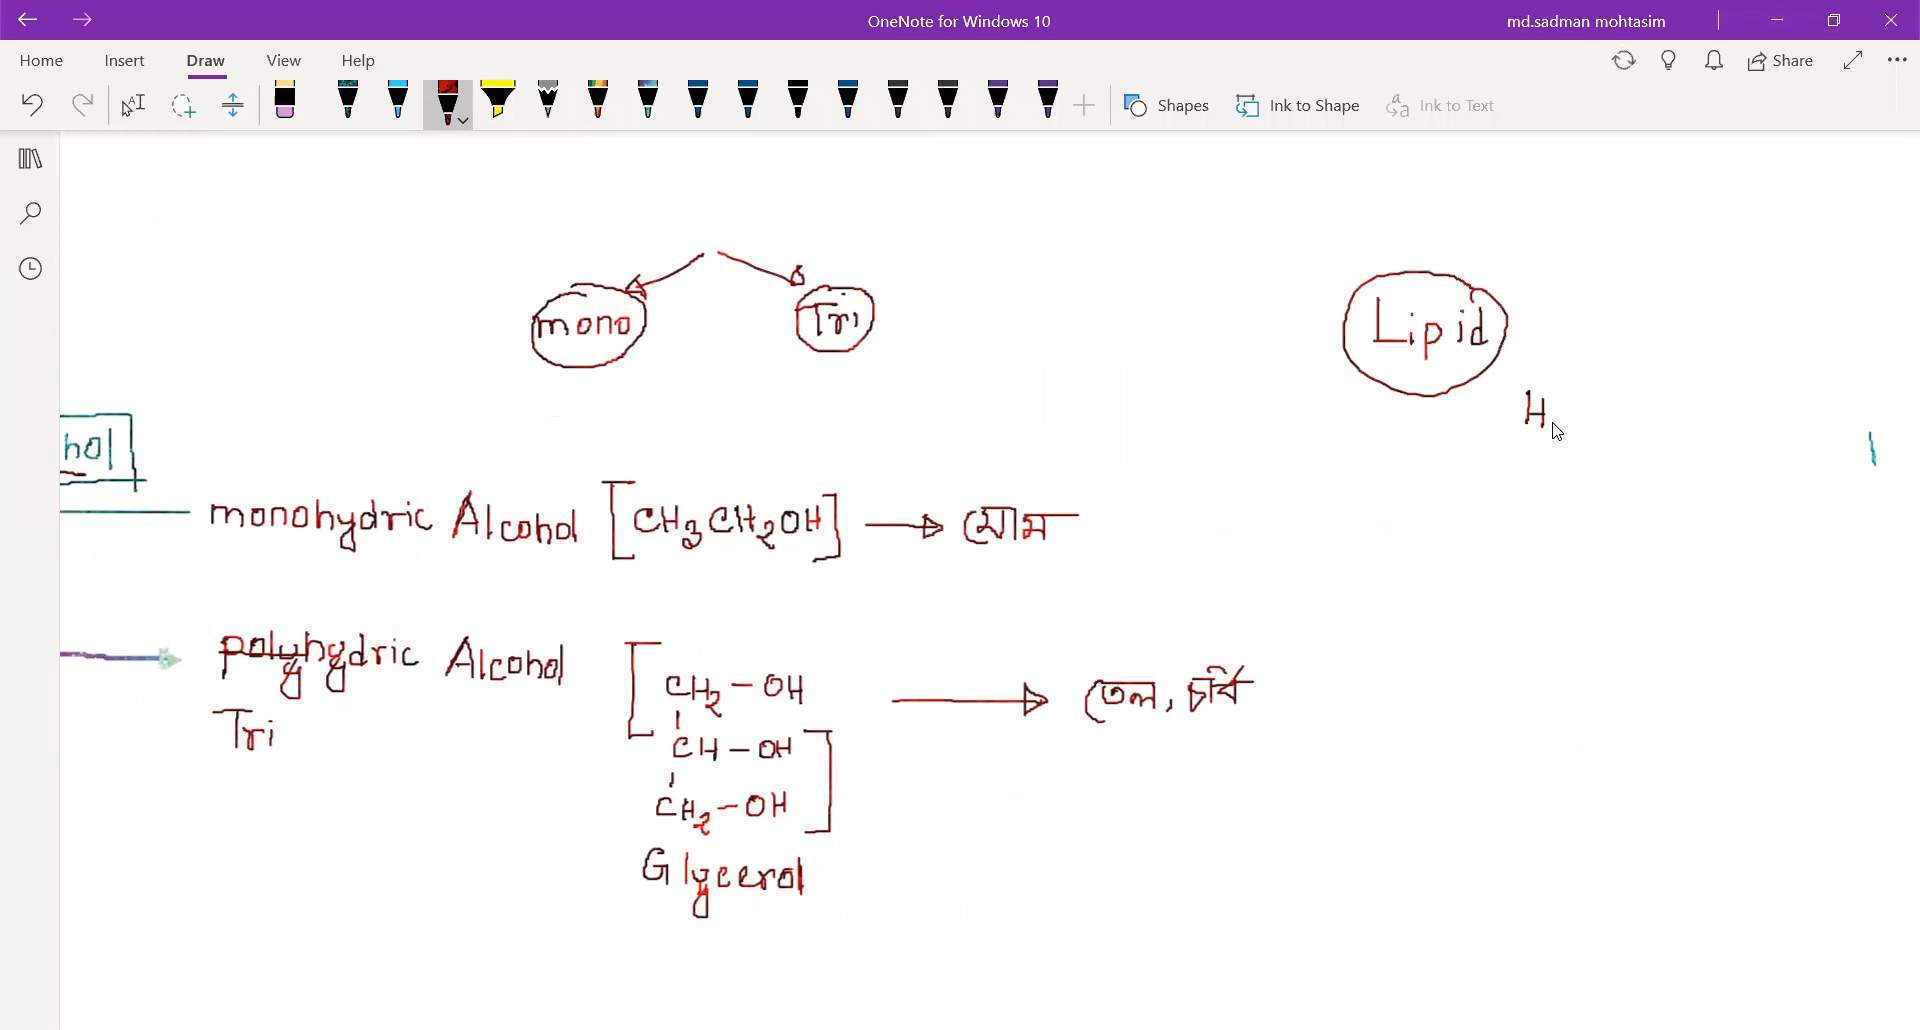 OneNote for Windows 10
md.sadman mohtasim
Home Insert Draw View Help
Share
Shapes Ink to Shape Ink to Text
mono
Tri
Lipid
H
hol
monohydric Alcohol [CH3CH2OH] → মোম
polyhydric Alcohol
Tri
CH2 – OH
CH – OH
CH2 – OH
→ তেল, চর্বি
Glycerol